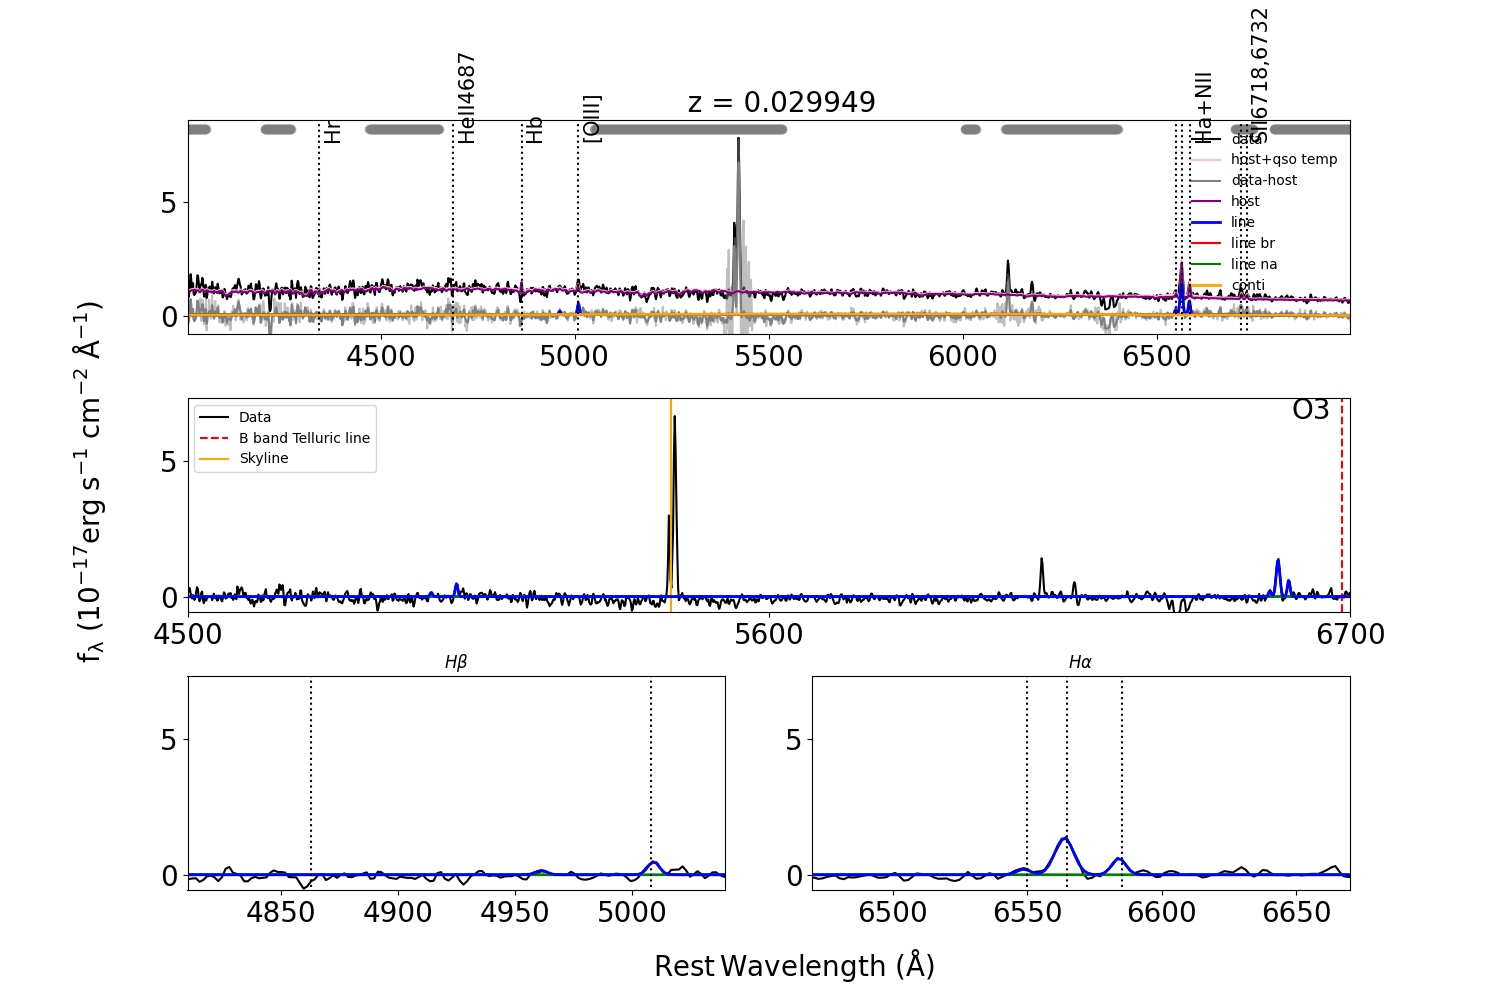 z = 0.029949
Hr
HeII4687
Hb
[OIII]
Ha+NII
SII6718,6732
data
host+qso temp
data-host
host
line
line br
line na
conti
5
0
4500
5000
5500
6000
6500
fλ (10⁻¹⁷erg s⁻¹ cm⁻² Å⁻¹)
Data
B band Telluric line
Skyline
O3
5
0
4500
5600
6700
Hβ
5
0
4850
4900
4950
5000
Hα
5
0
6500
6550
6600
6650
Rest Wavelength (Å)